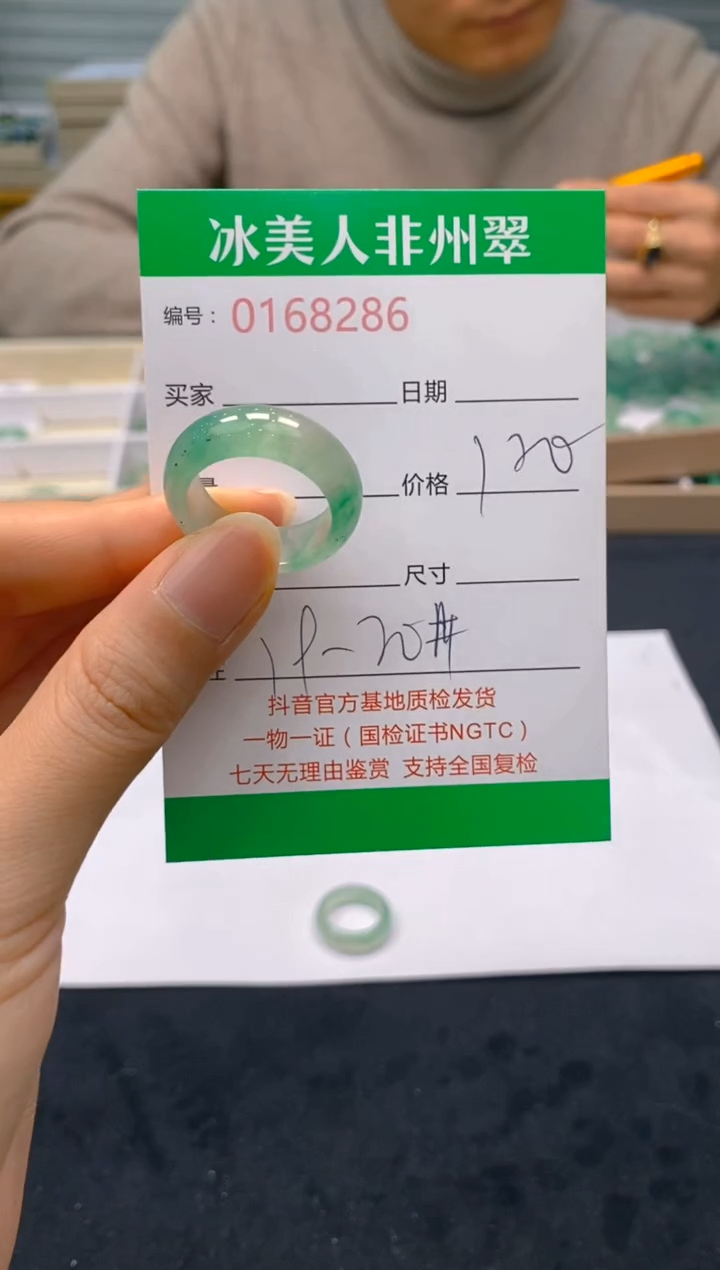 冰美人非州翠
编号：0168286
买家 日期
价格 120
尺寸
19-20#
抖音官方基地质检发货
一物一证（国检证书NGTC）
七天无理由鉴赏 支持全国复检